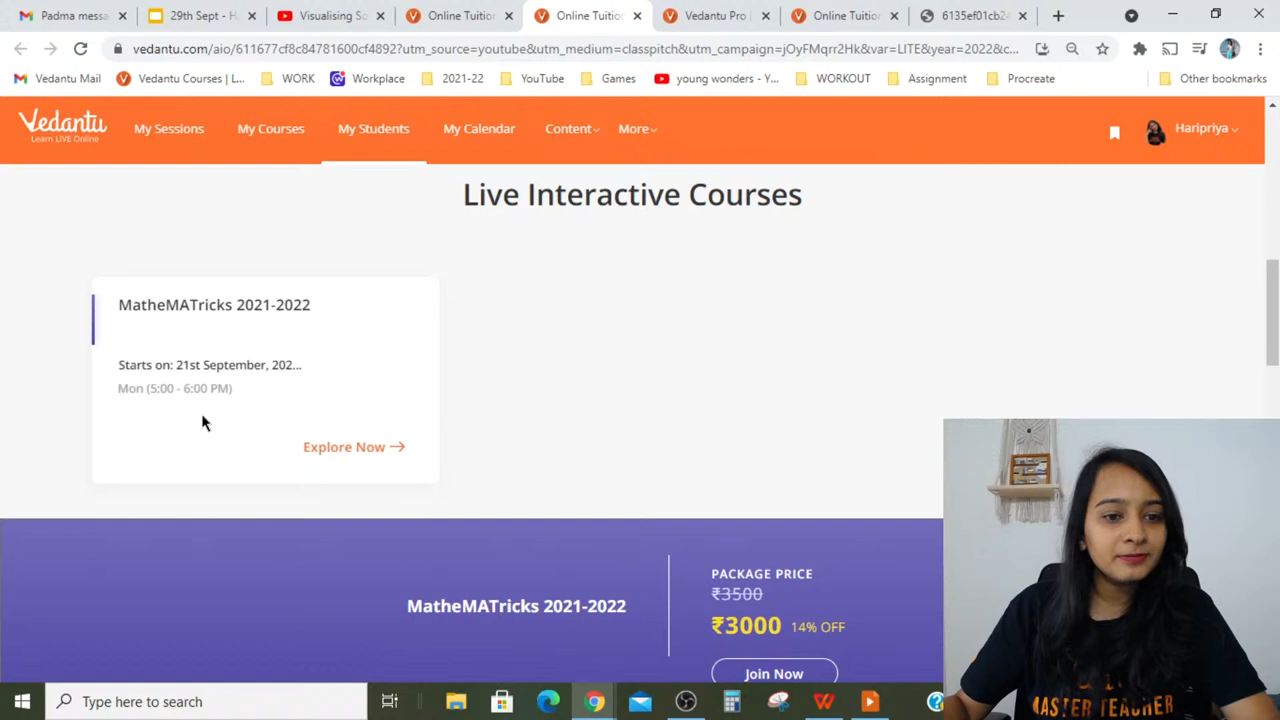 Padma messa
29th Sept - H
Visualising So
Online Tuition
Online Tuition
Vedantu Pro
Online Tuition
6135ef01cb2
vedantu.com/aio/611677cf8c84781600cf4892?utm_source=youtube&utm_medium=classpitch&utm_campaign=jOyFMqrr2Hk&var=LITE&year=2022&c...
Vedantu Mail
Vedantu Courses | L...
WORK
Workplace
2021-22
YouTube
Games
young wonders - Y...
WORKOUT
Assignment
Procreate
Other bookmarks
Vedantu
Learn LIVE Online
My Sessions
My Courses
My Students
My Calendar
Content
More
Haripriya
Live Interactive Courses
MatheMATricks 2021-2022
Starts on: 21st September, 202...
Mon (5:00 - 6:00 PM)
Explore Now
MatheMATricks 2021-2022
PACKAGE PRICE
₹3500
₹3000 14% OFF
Join Now
MASTER TEACHER
Type here to search